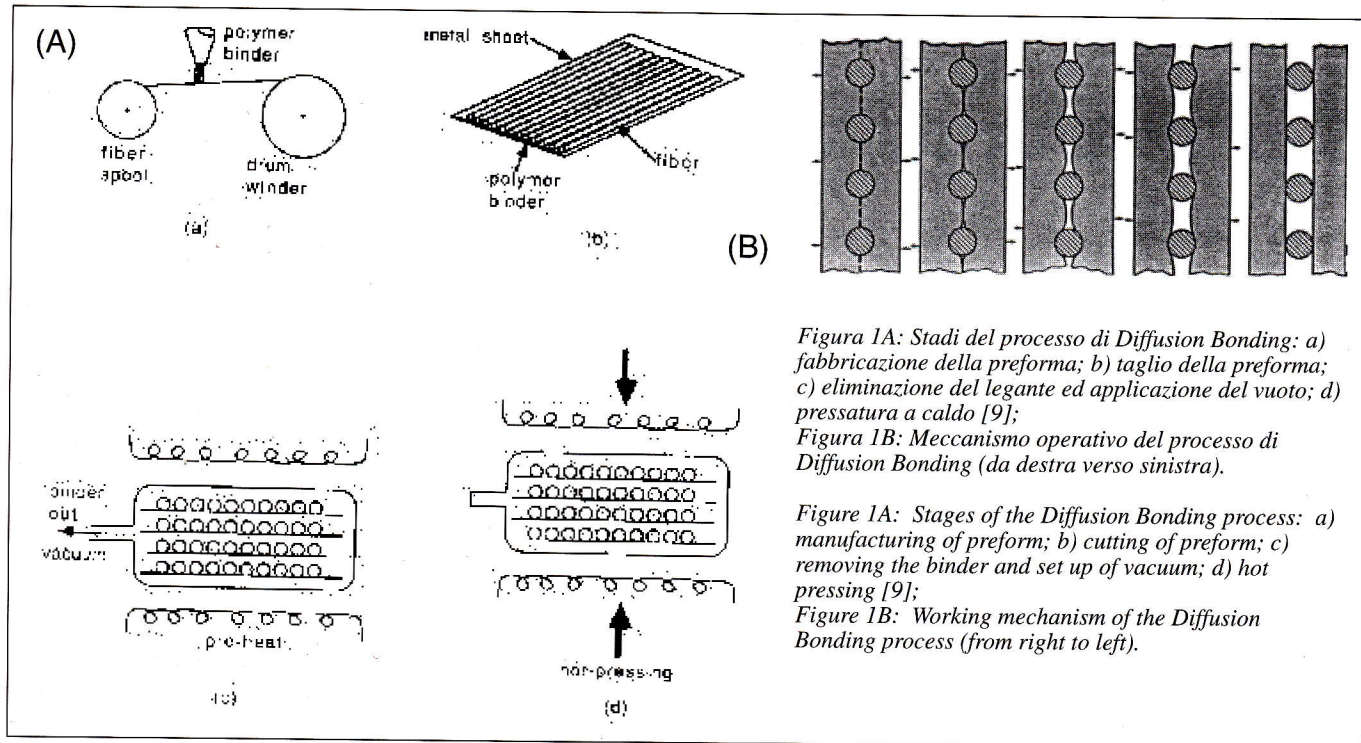 (A)
polymer
binder
fiber
spool
drum
winder
(a)
metal sheet
fiber
polymer
binder
(b)
(B)
binder
out
vacuum
pre-heat
(c)
hot-pressing
(d)
Figura 1A: Stadi del processo di Diffusion Bonding: a)
fabbricazione della preforma; b) taglio della preforma;
c) eliminazione del legante ed applicazione del vuoto; d)
pressatura a caldo [9];
Figura 1B: Meccanismo operativo del processo di
Diffusion Bonding (da destra verso sinistra).
Figure 1A: Stages of the Diffusion Bonding process: a)
manufacturing of preform; b) cutting of preform; c)
removing the binder and set up of vacuum; d) hot
pressing [9];
Figure 1B: Working mechanism of the Diffusion
Bonding process (from right to left).